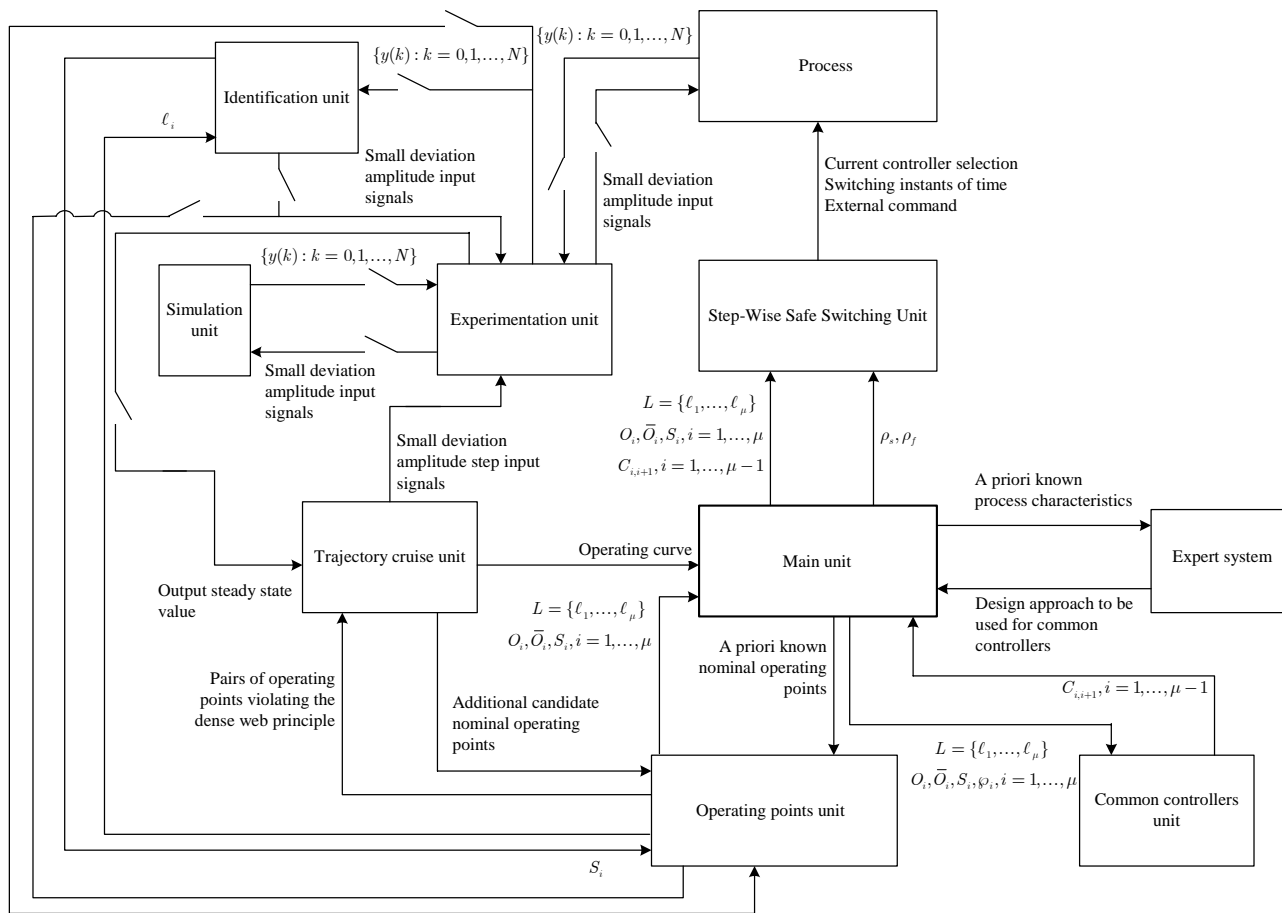 {y(k) : k = 0,1,…,N}
{y(k) : k = 0,1,…,N}
Process
Identification unit
ℓ_i
Small deviation
amplitude input
signals
Small deviation
amplitude input
signals
Current controller selection
Switching instants of time
External command
{y(k) : k = 0,1,…,N}
Simulation
unit
Experimentation unit
Step-Wise Safe Switching Unit
Small deviation
amplitude input
signals
L = {ℓ_1,…,ℓ_μ}
O_i, Ō_i, S_i, i = 1,…,μ
C_{i,i+1}, i = 1,…,μ − 1
ρ_s, ρ_f
Small deviation
amplitude step input
signals
A priori known
process characteristics
Trajectory cruise unit
Operating curve
Main unit
Expert system
Output steady state
value
L = {ℓ_1,…,ℓ_μ}
O_i, Ō_i, S_i, i = 1,…,μ
Design approach to be
used for common
controllers
A priori known
nominal operating
points
Pairs of operating
points violating the
dense web principle
Additional candidate
nominal operating
points
C_{i,i+1}, i = 1,…,μ − 1
L = {ℓ_1,…,ℓ_μ}
O_i, Ō_i, S_i, ℘_i, i = 1,…,μ
Operating points unit
Common controllers
unit
S_i